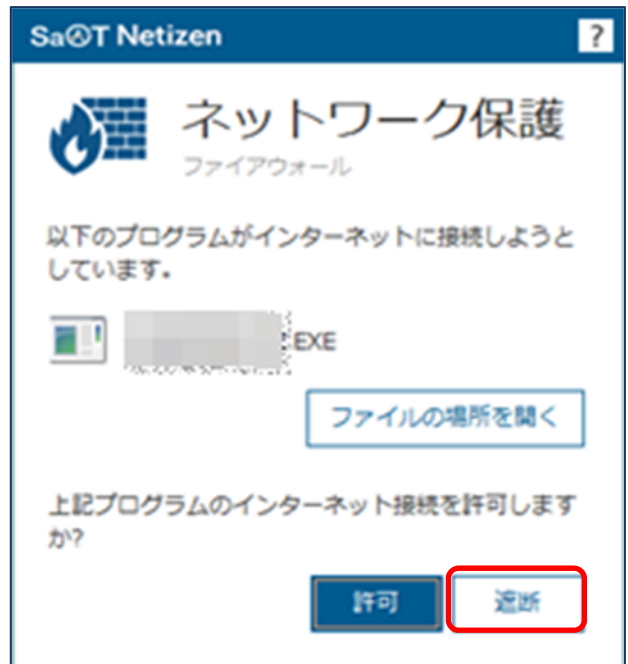 Sa⊘T Netizen
?
ネットワーク保護
ファイアウォール
以下のプログラムがインターネットに接続しようと
しています。
EXE
ファイルの場所を開く
上記プログラムのインターネット接続を許可します
か?
許可
遮断